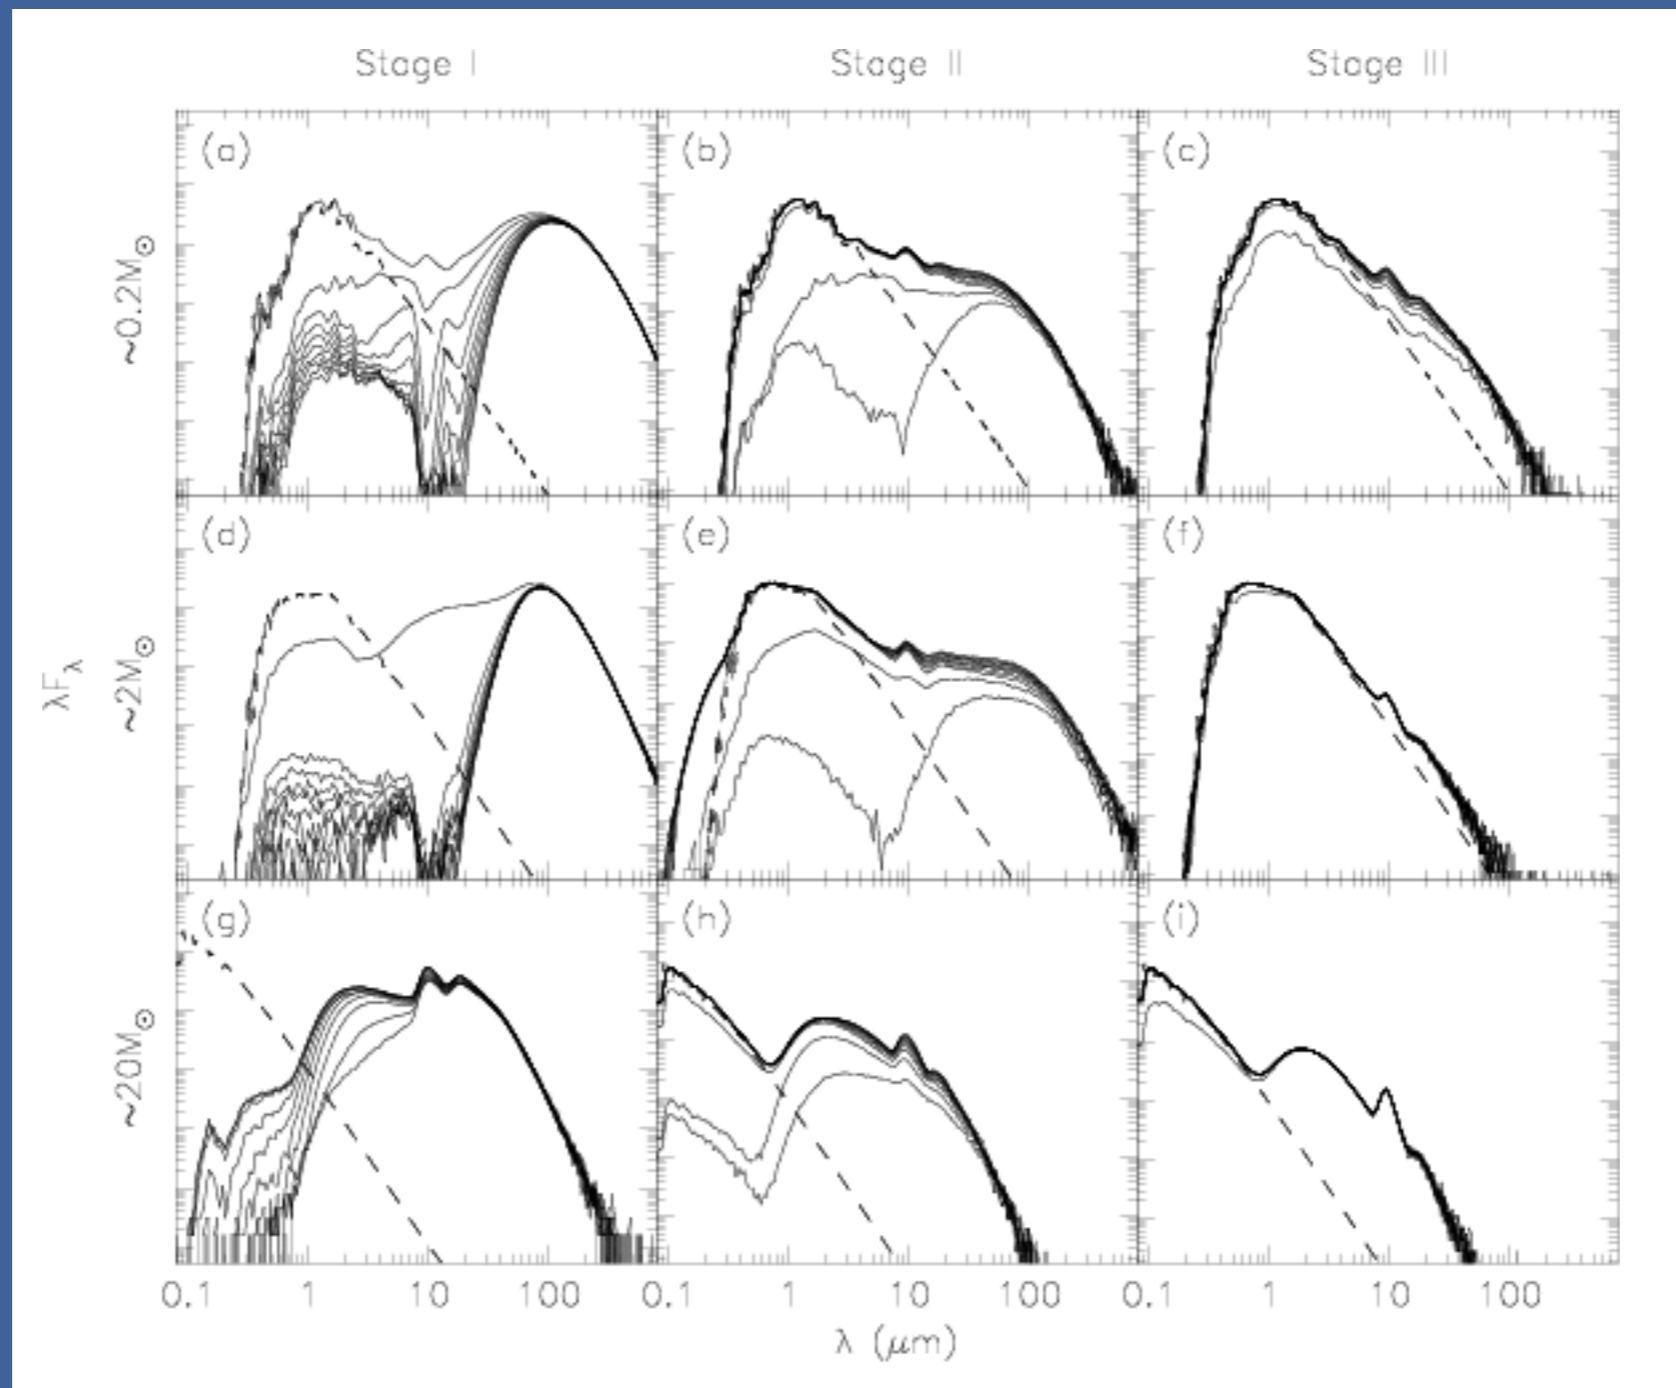 Stage I Stage II Stage III
(a) (b) (c)
~0.2M☉
(d) (e) (f)
~2M☉
λFλ
(g) (h) (i)
~20M☉
0.1 1 10 100 0.1 1 10 100 0.1 1 10 100
λ (μm)